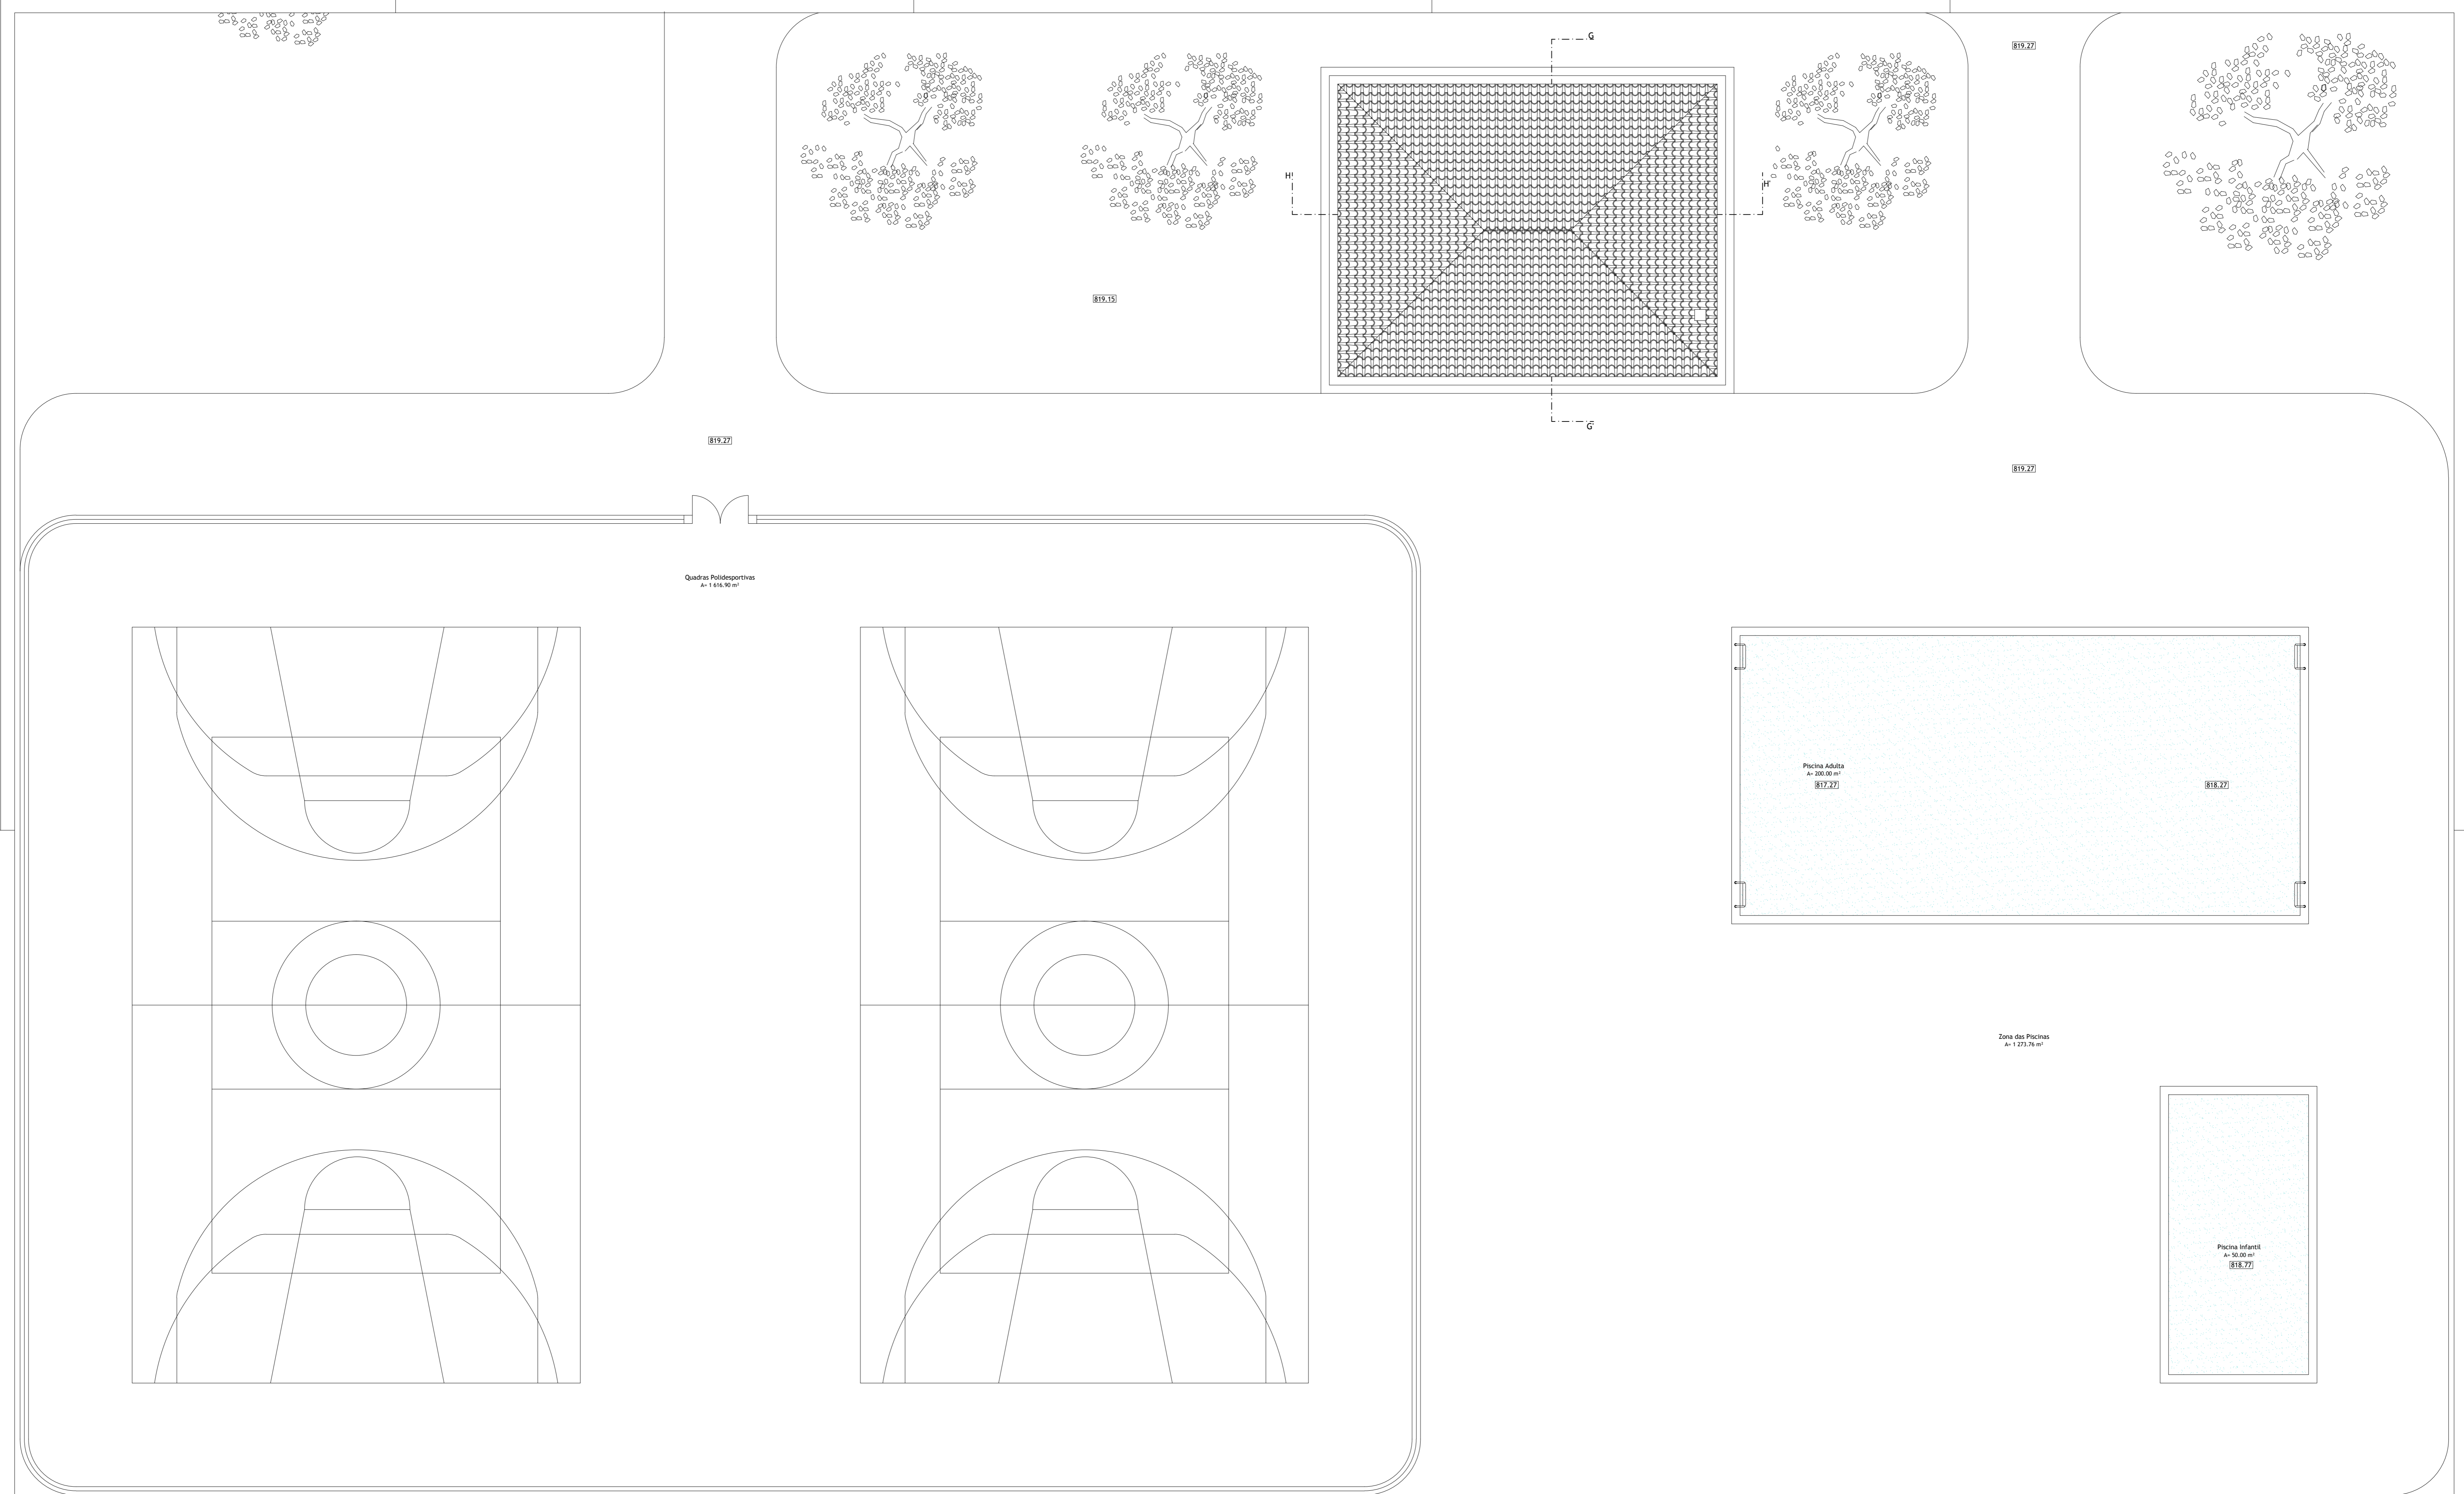 G
819.27
H'
H'
819.15
G'
819.27
819.27
Quadras Polidesportivas
A= 1 616.90 m²
Piscina Adulta
A= 200.00 m²
817.27
818.27
Zona das Piscinas
A= 1 273.76 m²
Piscina Infantil
A= 50.00 m²
818.77